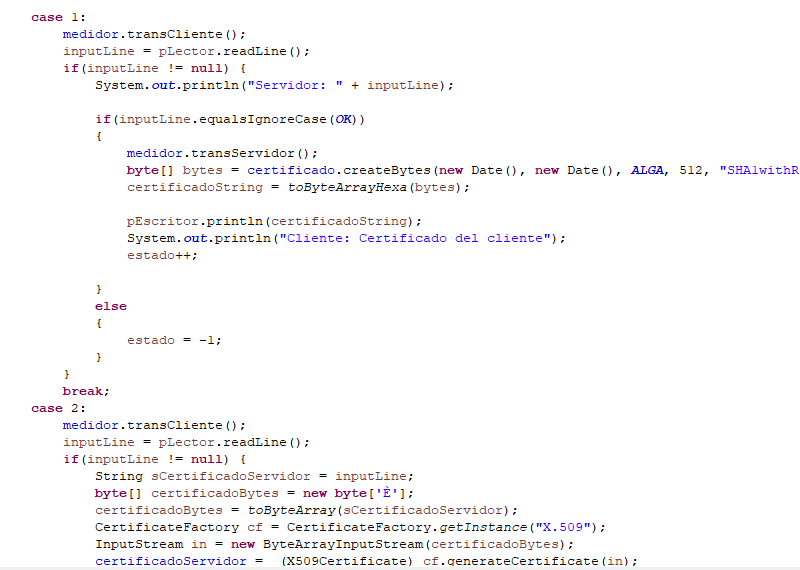 case 1:
medidor.transCliente();
inputLine = pLector.readLine();
if(inputLine != null) {
System.out.println("Servidor: " + inputLine);
if(inputLine.equalsIgnoreCase(OK))
{
medidor.transServidor();
byte[] bytes = certificado.createBytes(new Date(), new Date(), ALGA, 512, "SHA1withR
certificadoString = toByteArrayHexa(bytes);
pEscritor.println(certificadoString);
System.out.println("Cliente: Certificado del cliente");
estado++;
}
else
{
estado = -1;
}
}
break;
case 2:
medidor.transCliente();
inputLine = pLector.readLine();
if(inputLine != null) {
String sCertificadoServidor = inputLine;
byte[] certificadoBytes = new byte['È'];
certificadoBytes = toByteArray(sCertificadoServidor);
CertificateFactory cf = CertificateFactory.getInstance("X.509");
InputStream in = new ByteArrayInputStream(certificadoBytes);
certificadoServidor = (X509Certificate) cf.generateCertificate(in);